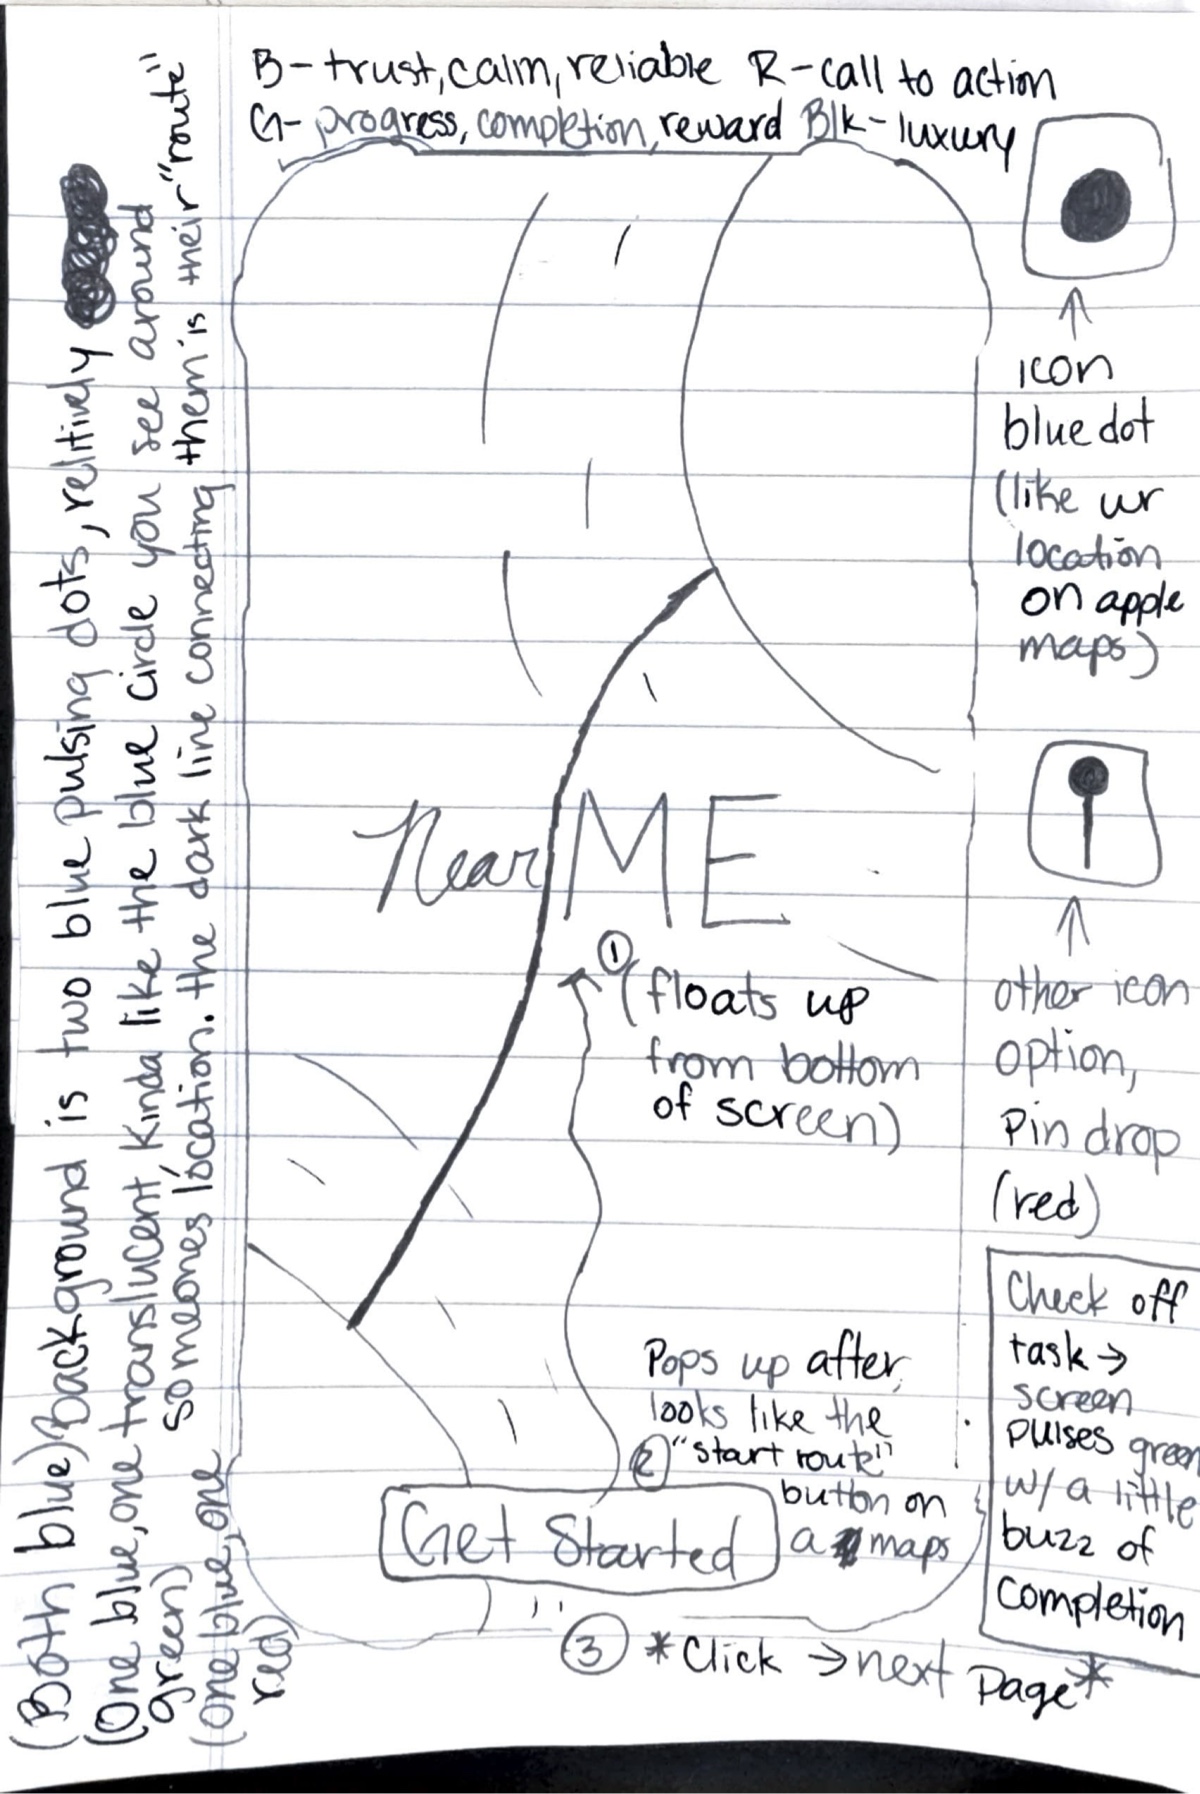 B- trust, calm, reliable R-call to action
G- progress, completion, reward Blk-luxury
icon
blue dot
(like ur
location
on apple
maps)
Near ME
① (floats up
from bottom
of screen)
other icon
option,
Pin drop
(red)
Check off
task →
screen
pulses green
w/ a little
buzz of
completion
Pops up after,
looks like the
② "start route"
button on
a maps
Get Started
③ *Click → next page*
(Both blue) background is two blue pulsing dots, relitively
(One blue, one translucent, kinda like the blue circle you see around
green) someones location. the dark line connecting them is their "route"
(one blue, one
red)